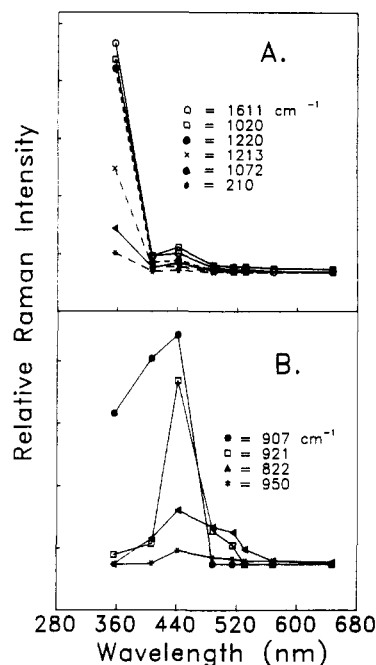 A.
= 1611 cm⁻¹
= 1020
= 1220
= 1213
= 1072
= 210
Relative Raman Intensity
B.
= 907 cm⁻¹
= 921
= 822
= 950
280 360 440 520 600 680
Wavelength (nm)